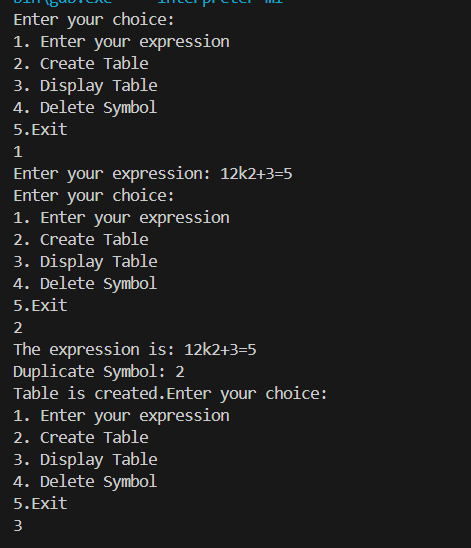 Enter your choice:
1. Enter your expression
2. Create Table
3. Display Table
4. Delete Symbol
5.Exit
1
Enter your expression: 12k2+3=5
Enter your choice:
1. Enter your expression
2. Create Table
3. Display Table
4. Delete Symbol
5.Exit
2
The expression is: 12k2+3=5
Duplicate Symbol: 2
Table is created.Enter your choice:
1. Enter your expression
2. Create Table
3. Display Table
4. Delete Symbol
5.Exit
3